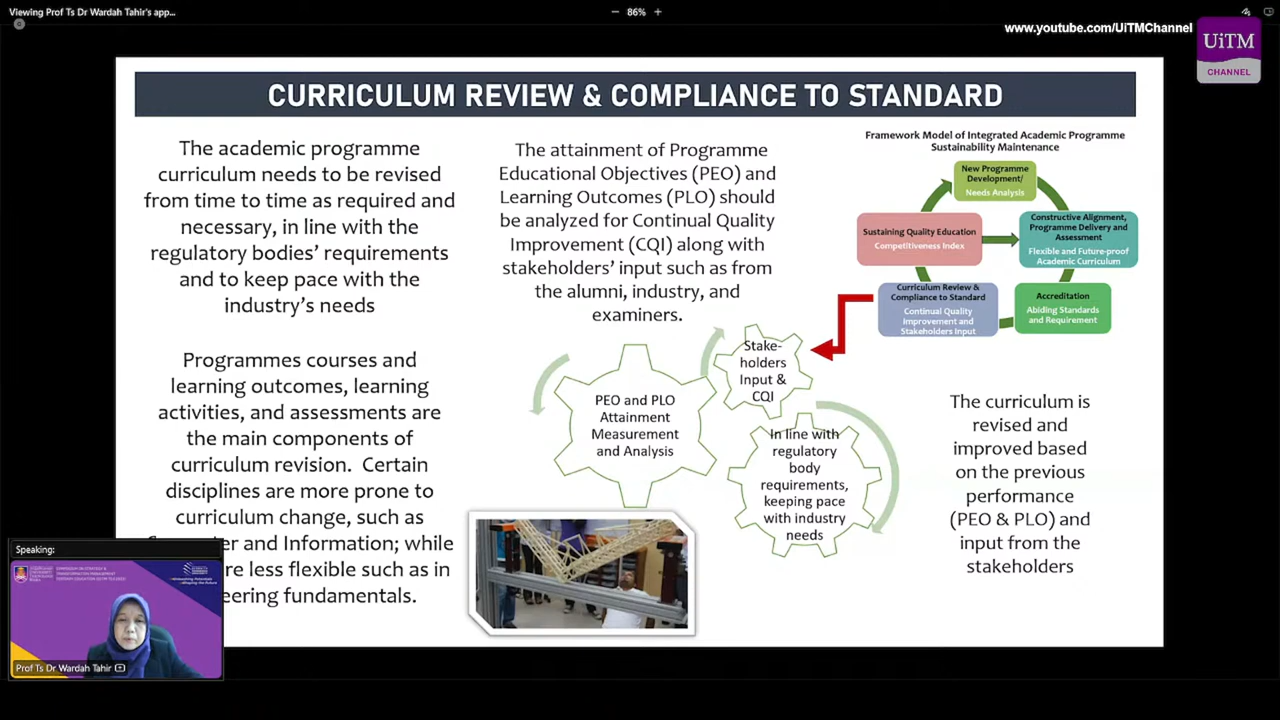 Viewing Prof Ts Dr Wardah Tahir's app...
86%
www.youtube.com/UiTMChannel
UiTM
CHANNEL
CURRICULUM REVIEW & COMPLIANCE TO STANDARD
The academic programme
curriculum needs to be revised
from time to time as required and
necessary, in line with the
regulatory bodies' requirements
and to keep pace with the
industry's needs
Programmes courses and
learning outcomes, learning
activities, and assessments are
the main components of
curriculum revision. Certain
disciplines are more prone to
curriculum change, such as
and Information; while
less flexible such as in
fundamentals.
The attainment of Programme
Educational Objectives (PEO) and
Learning Outcomes (PLO) should
be analyzed for Continual Quality
Improvement (CQI) along with
stakeholders' input such as from
the alumni, industry, and
examiners.
PEO and PLO
Attainment
Measurement
and Analysis
Stake-
holders
Input &
CQI
In line with
regulatory
body
requirements,
keeping pace
with industry
needs
Framework Model of Integrated Academic Programme
Sustainability Maintenance
New Programme
Development/
Needs Analysis
Constructive Alignment,
Programme Delivery and
Assessment
Flexible and Future-proof
Academic Curriculum
Accreditation
Abiding Standards
and Requirement
Curriculum Review &
Compliance to Standard
Continual Quality
Improvement and
Stakeholders Input
Sustaining Quality Education
Competitiveness Index
The curriculum is
revised and
improved based
on the previous
performance
(PEO & PLO) and
input from the
stakeholders
Speaking:
Prof Ts Dr Wardah Tahir